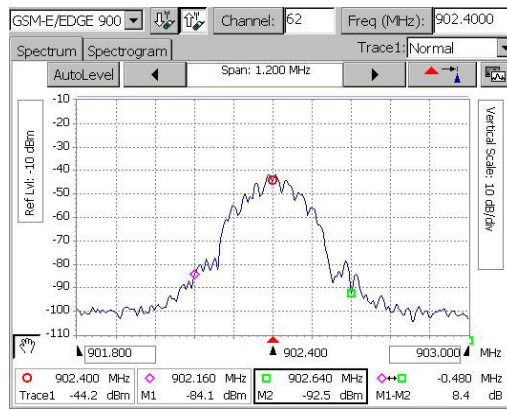 GSM-E/EDGE 900 Channel: 62 Freq (MHz): 902.4000
Spectrum Spectrogram Trace1: Normal
AutoLevel Span: 1.200 MHz
-10
-20
-30
-40
-50
-60
-70
-80
-90
-100
-110
Ref Lvl: -10 dBm
Vertical Scale: 10 dB/div
901.800 902.400 903.000 MHz
902.400 MHz 902.160 MHz 902.640 MHz -0.480 MHz
Trace1 -44.2 dBm M1 -84.1 dBm M2 -92.5 dBm M1-M2 8.4 dB